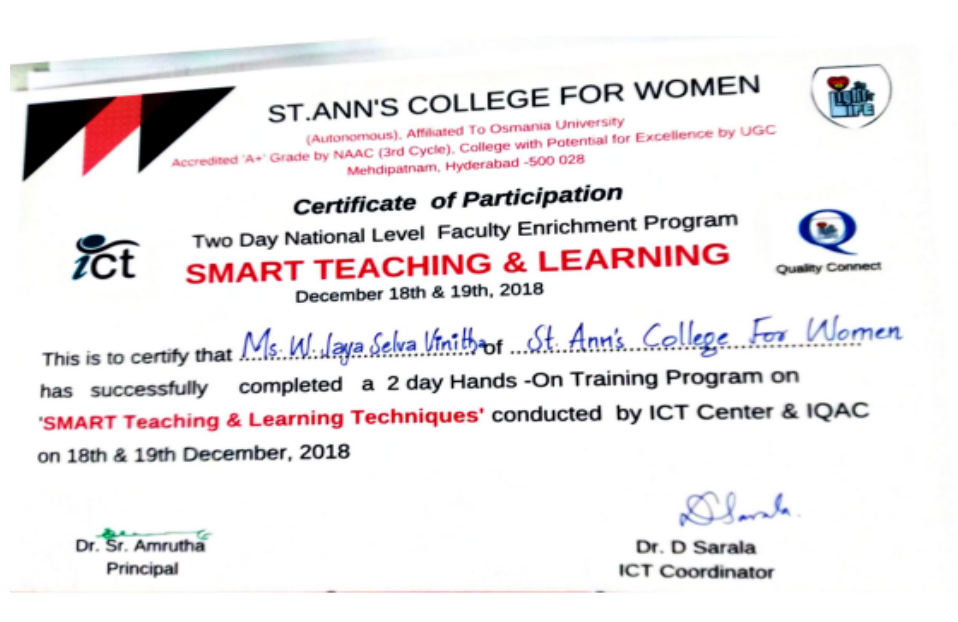 ST.ANN'S COLLEGE FOR WOMEN
(Autonomous), Affiliated To Osmania University
Accredited 'A+' Grade by NAAC (3rd Cycle), College with Potential for Excellence by UGC
Mehdipatnam, Hyderabad -500 028
Certificate of Participation
Two Day National Level Faculty Enrichment Program
SMART TEACHING & LEARNING
December 18th & 19th, 2018
ict
Q
Quality Connect
This is to certify that Ms. W. Jaya Selva Vinitha of St. Ann's College For Women
has successfully completed a 2 day Hands -On Training Program on
'SMART Teaching & Learning Techniques' conducted by ICT Center & IQAC
on 18th & 19th December, 2018
DSarala.
Dr. Sr. Amrutha
Principal
Dr. D Sarala
ICT Coordinator